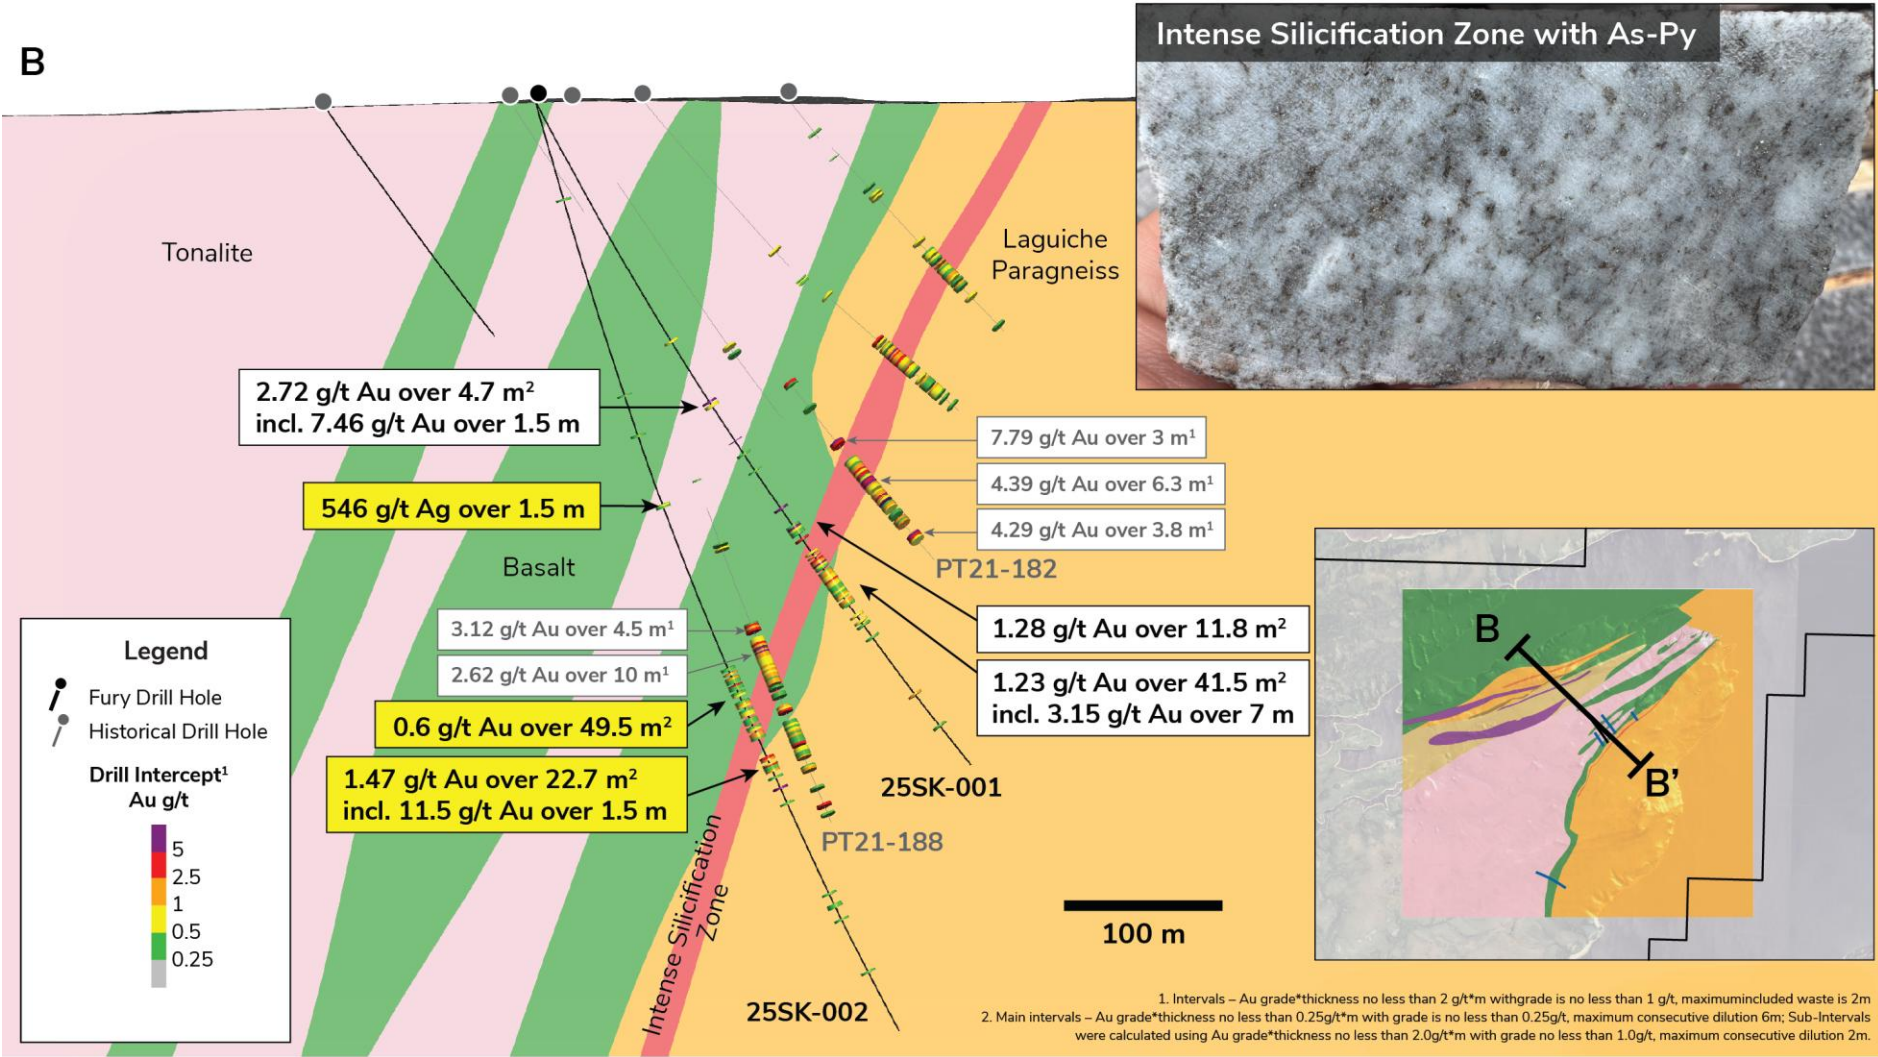 B
Intense Silicification Zone with As-Py
Tonalite
Laguiche
Paragneiss
2.72 g/t Au over 4.7 m²
incl. 7.46 g/t Au over 1.5 m
7.79 g/t Au over 3 m¹
4.39 g/t Au over 6.3 m¹
546 g/t Ag over 1.5 m
4.29 g/t Au over 3.8 m¹
Basalt
PT21-182
3.12 g/t Au over 4.5 m¹
1.28 g/t Au over 11.8 m²
2.62 g/t Au over 10 m¹
1.23 g/t Au over 41.5 m²
incl. 3.15 g/t Au over 7 m
0.6 g/t Au over 49.5 m²
1.47 g/t Au over 22.7 m²
incl. 11.5 g/t Au over 1.5 m
25SK-001
PT21-188
Intense Silicification
Zone
25SK-002
100 m
Legend
Fury Drill Hole
Historical Drill Hole
Drill Intercept¹
Au g/t
5
2.5
1
0.5
0.25
B
B’
1. Intervals – Au grade*thickness no less than 2 g/t*m withgrade is no less than 1 g/t, maximumincluded waste is 2m
2. Main intervals – Au grade*thickness no less than 0.25g/t*m with grade is no less than 0.25g/t, maximum consecutive dilution 6m; Sub-Intervals
were calculated using Au grade*thickness no less than 2.0g/t*m with grade no less than 1.0g/t, maximum consecutive dilution 2m.